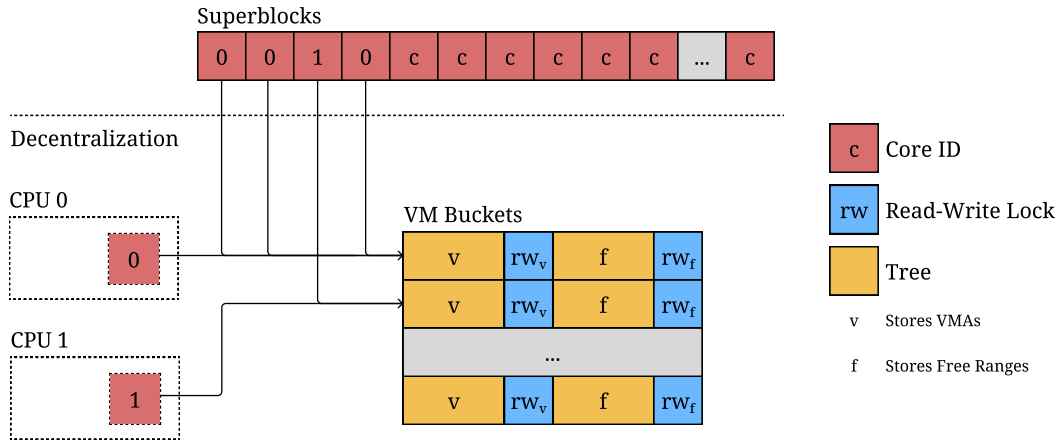 Superblocks
0 0 1 0 c c c c c c ... c
Decentralization
CPU 0
0
CPU 1
1
VM Buckets
v rwv f rwf
v rwv f rwf
...
v rwv f rwf
c Core ID
rw Read-Write Lock
Tree
v Stores VMAs
f Stores Free Ranges